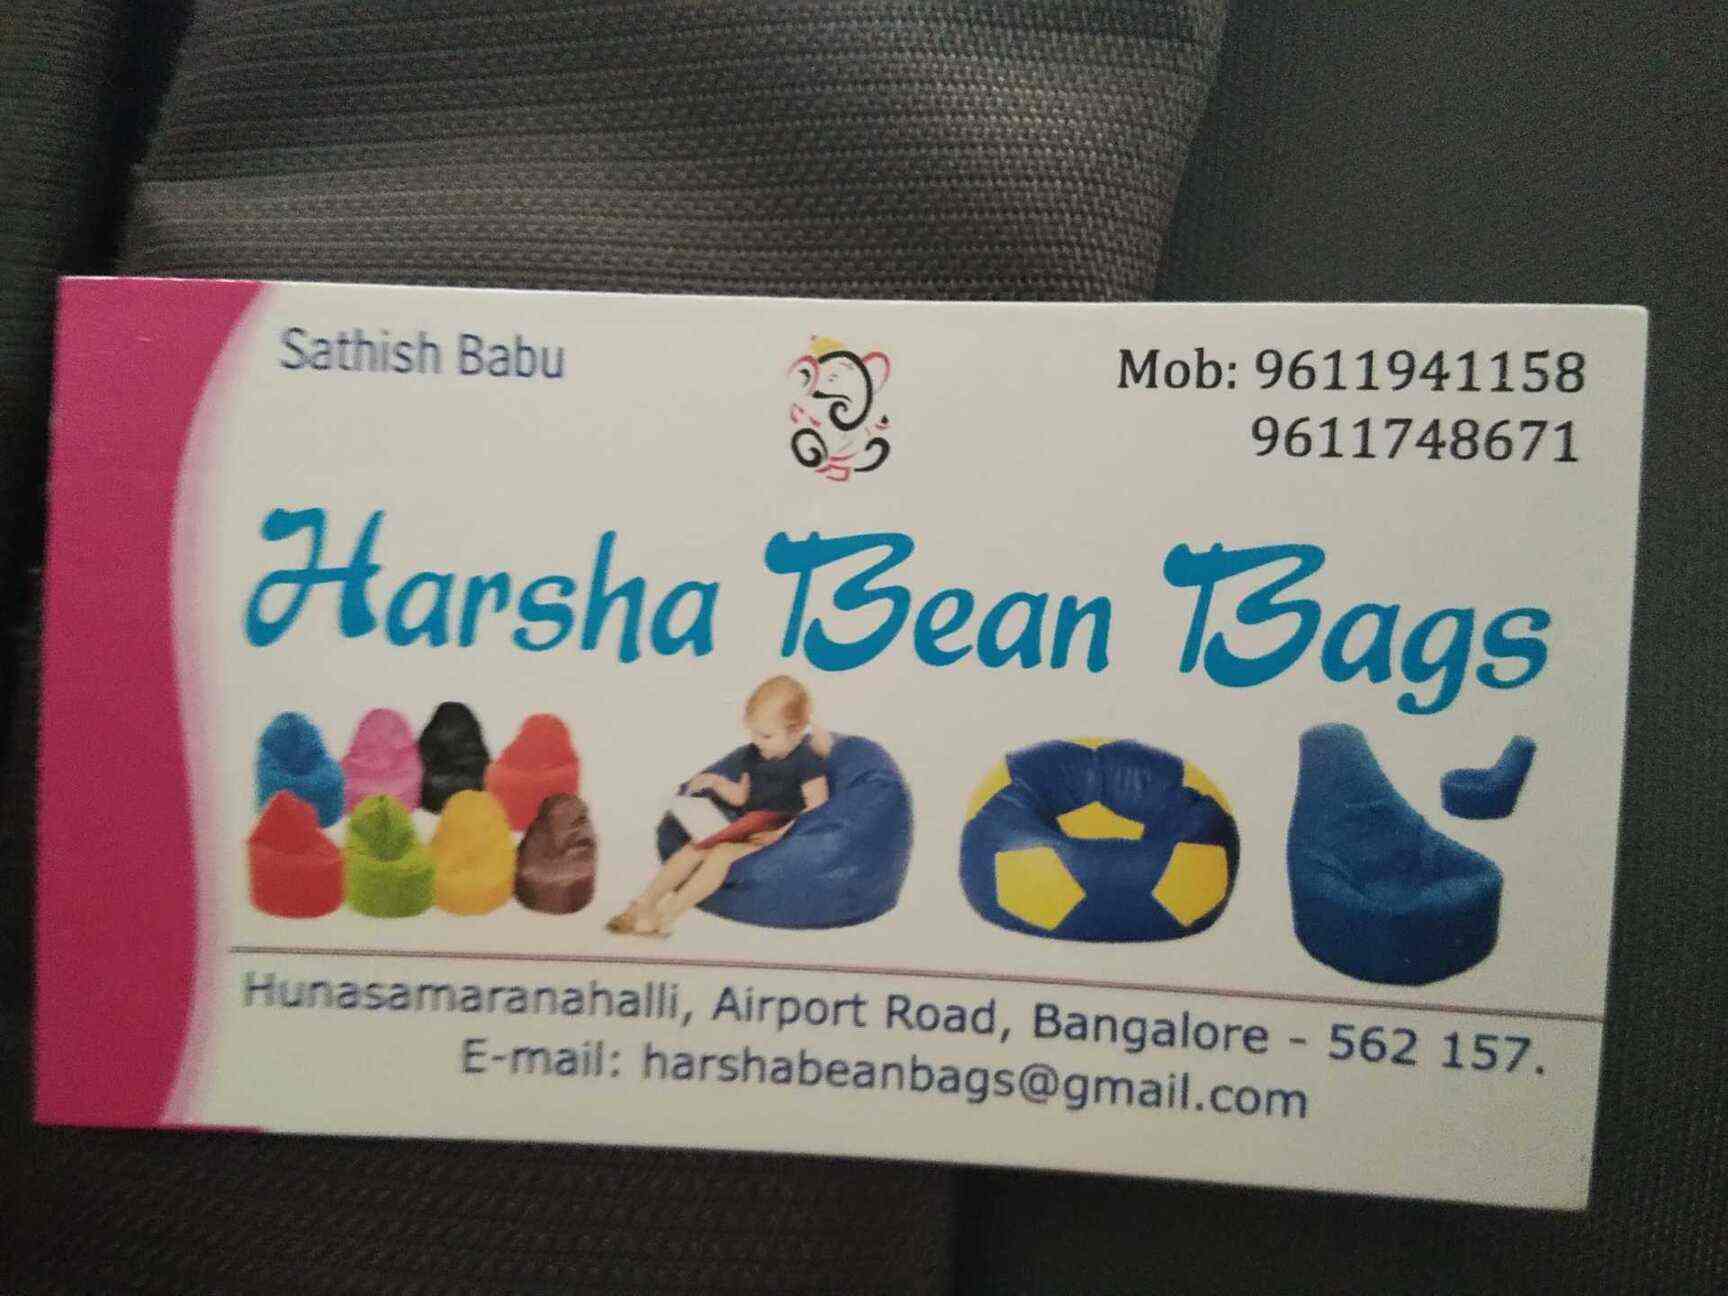 Sathish Babu
Mob: 9611941158
9611748671
Harsha Bean Bags
Hunasamaranahalli, Airport Road, Bangalore - 562 157.
E-mail: harshabeanbags@gmail.com